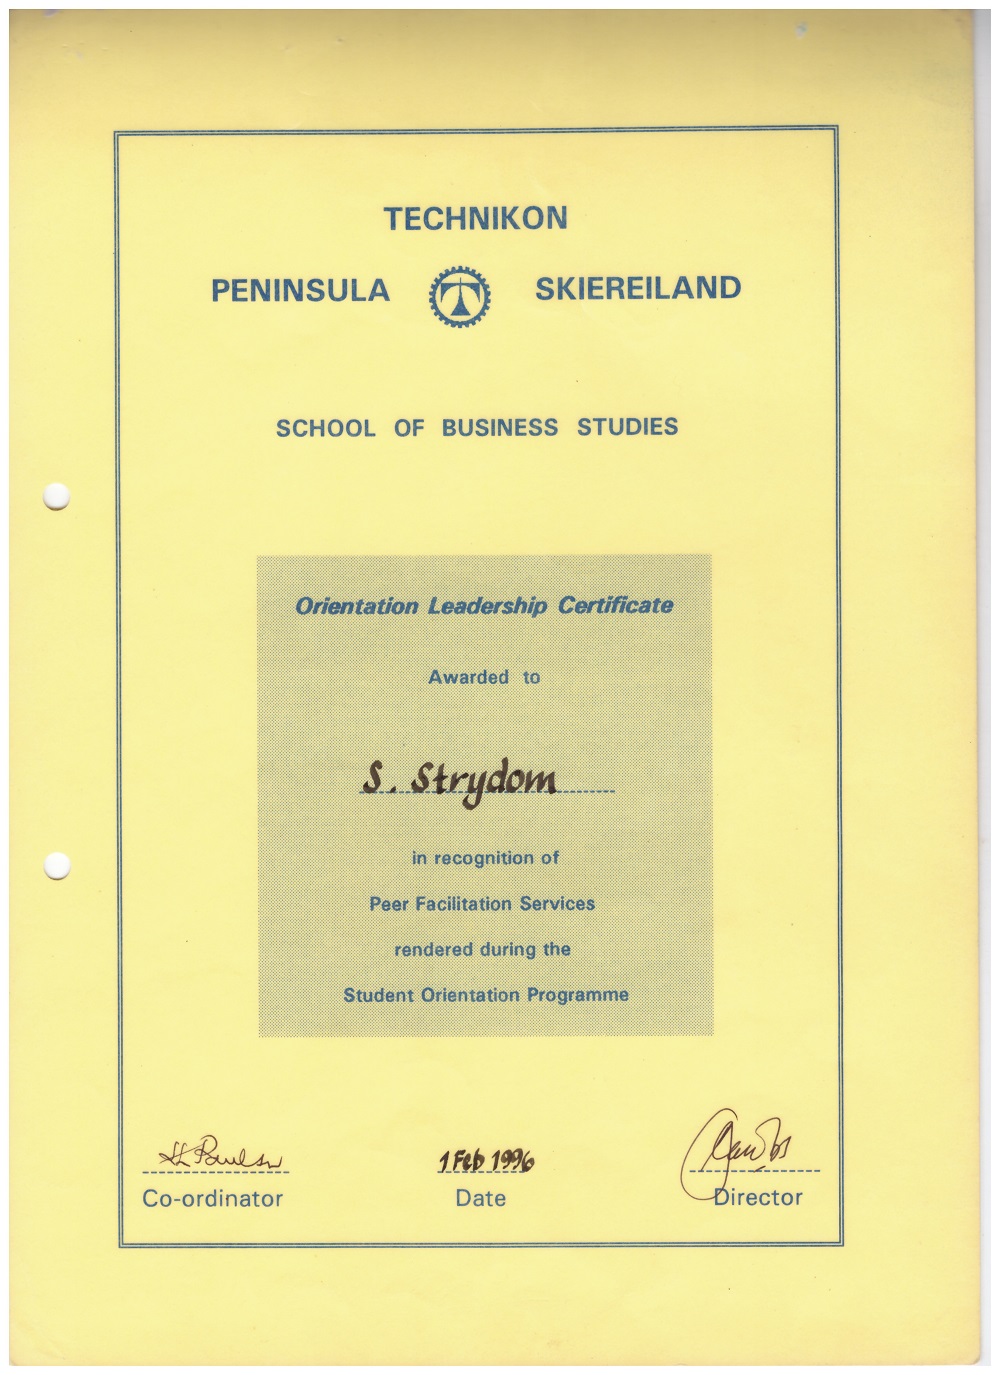 TECHNIKON
PENINSULA SKIEREILAND
SCHOOL OF BUSINESS STUDIES
Orientation Leadership Certificate
Awarded to
S. Strydom
in recognition of
Peer Facilitation Services
rendered during the
Student Orientation Programme
1 Feb 1996
Co-ordinator Date Director